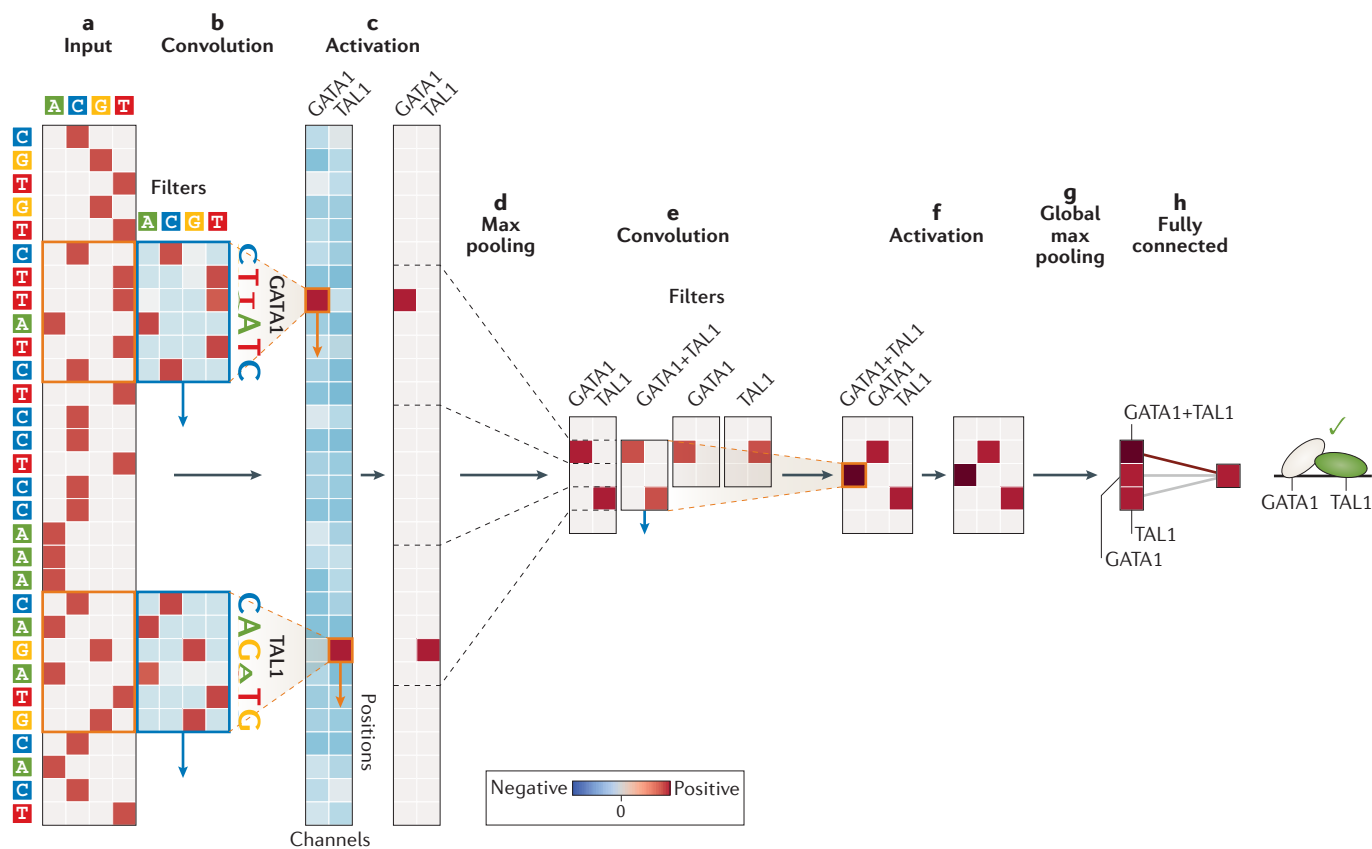 a
Input
b
Convolution
c
Activation
GATA1
TAL1
GATA1
TAL1
A C G T
C
G
T
G
T
C
T
T
A
T
C
T
C
C
T
C
C
A
A
A
C
A
G
A
T
G
C
A
C
T
Filters
A C G T
CTTATC
GATA1
CAGATG
TAL1
Positions
Channels
d
Max
pooling
e
Convolution
Filters
GATA1
TAL1
GATA1+TAL1
GATA1
TAL1
f
Activation
GATA1+TAL1
GATA1
TAL1
g
Global
max
pooling
h
Fully
connected
GATA1+TAL1
TAL1
GATA1
GATA1 TAL1
Negative Positive
0